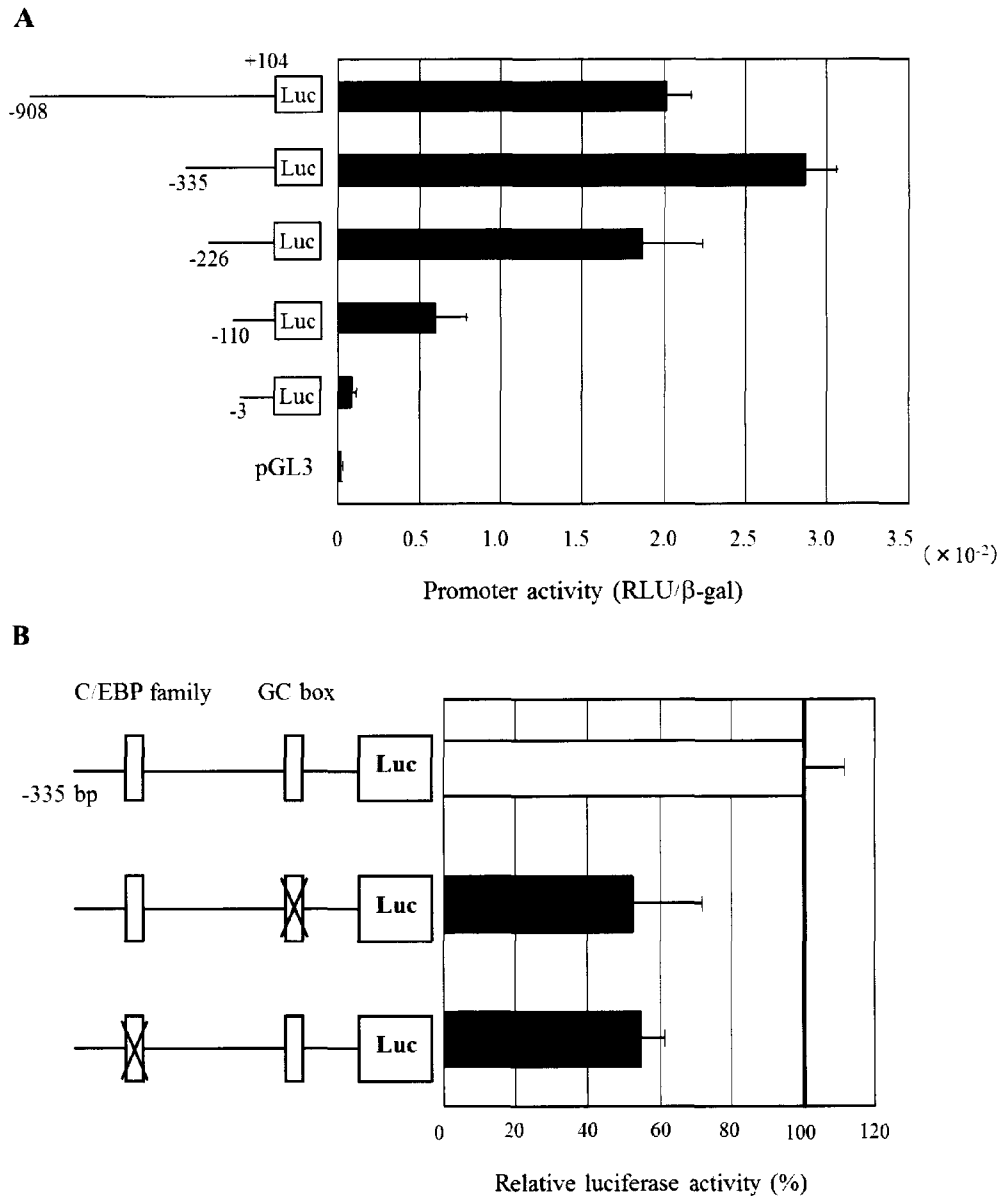 A
+104
Luc
-908
Luc
-335
Luc
-226
Luc
-110
Luc
-3
pGL3
0 0.5 1.0 1.5 2.0 2.5 3.0 3.5
(×10-2)
Promoter activity (RLU/β-gal)
B
C/EBP family GC box
Luc
-335 bp
Luc
Luc
0 20 40 60 80 100 120
Relative luciferase activity (%)